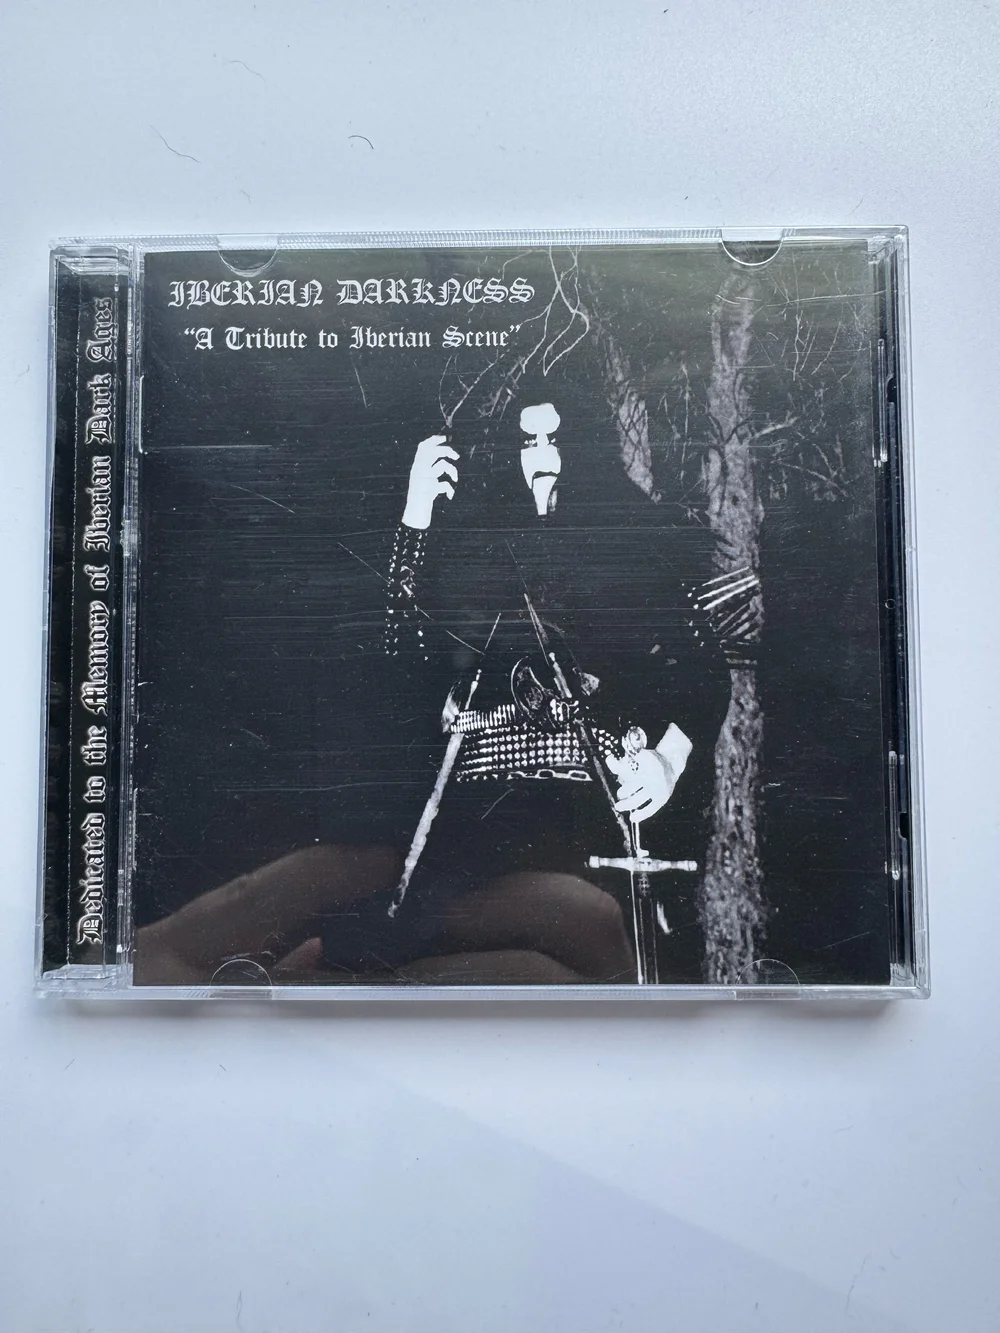 IBERIAN DARKNESS
"A Tribute to Iberian Scene"
Dedicated to the Memory of Iberian Dark Ages